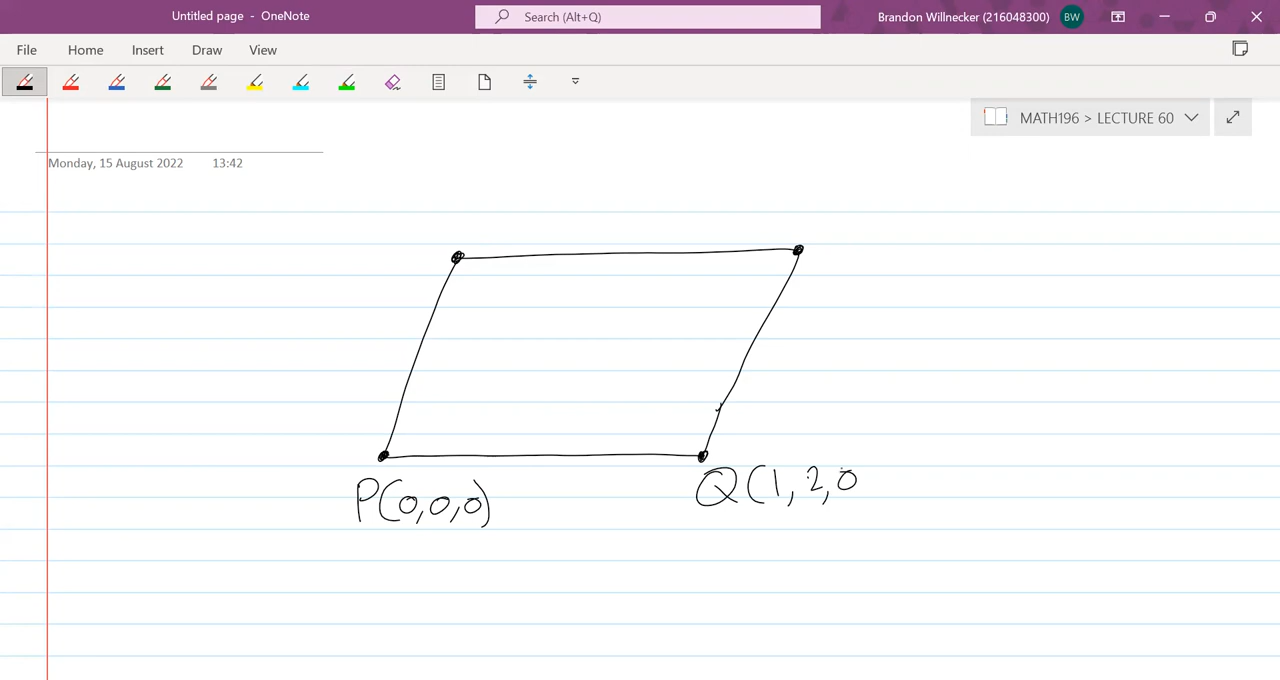 Untitled page - OneNote
Search (Alt+Q)
Brandon Willnecker (216048300)
BW
File Home Insert Draw View
MATH196 > LECTURE 60
Monday, 15 August 2022 13:42
P(0,0,0)
Q(1,2,0